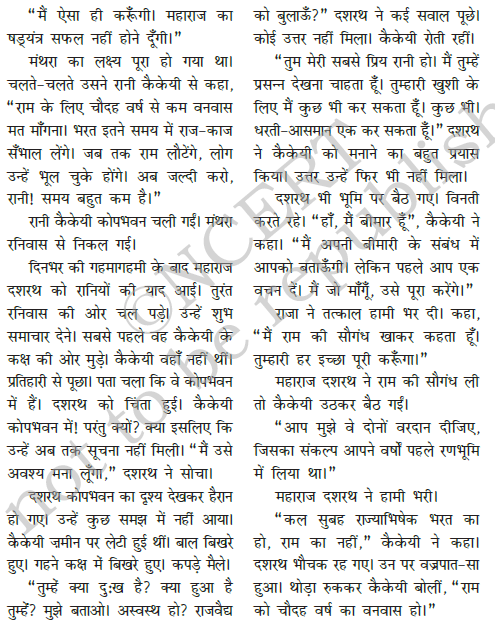 “मैं ऐसा ही करूँगी। महाराज का
षड्यंत्र सफल नहीं होने दूँगी।”
मंथरा का लक्ष्य पूरा हो गया था।
चलते-चलते उसने रानी कैकेयी से कहा,
“राम के लिए चौदह वर्ष से कम वनवास
मत माँगना। भरत इतने समय में राज-काज
सँभाल लेंगे। जब तक राम लौटेंगे, लोग
उन्हें भूल चुके होंगे। अब जल्दी करो,
रानी! समय बहुत कम है।”
रानी कैकेयी कोपभवन चली गईं। मंथरा
रनिवास से निकल गई।
दिनभर की गहमागहमी के बाद महाराज
दशरथ को रानियों की याद आई। तुरंत
रनिवास की ओर चल पड़े। उन्हें शुभ
समाचार देने। सबसे पहले वह कैकेयी के
कक्ष की ओर मुड़े। कैकेयी वहाँ नहीं थीं।
प्रतिहारी से पूछा। पता चला कि वे कोपभवन
में हैं। दशरथ को चिंता हुई। कैकेयी
कोपभवन में! परंतु क्यों? क्या इसलिए कि
उन्हें अब तक सूचना नहीं मिली। “मैं उसे
अवश्य मना लूँगा,” दशरथ ने सोचा।
दशरथ कोपभवन का दृश्य देखकर हैरान
हो गए। उन्हें कुछ समझ में नहीं आया।
कैकेयी ज़मीन पर लेटी हुई थीं। बाल बिखरे
हुए। गहने कक्ष में बिखरे हुए। कपड़े मैले।
“तुम्हें क्या दुःख है? क्या हुआ है
तुम्हें? मुझे बताओ। अस्वस्थ हो? राजवैद्य
को बुलाऊँ?” दशरथ ने कई सवाल पूछे।
कोई उत्तर नहीं मिला। कैकेयी रोती रहीं।
“तुम मेरी सबसे प्रिय रानी हो। मैं तुम्हें
प्रसन्न देखना चाहता हूँ। तुम्हारी खुशी के
लिए मैं कुछ भी कर सकता हूँ। कुछ भी।
धरती-आसमान एक कर सकता हूँ।” दशरथ
ने कैकेयी को मनाने का बहुत प्रयास
किया। उत्तर उन्हें फिर भी नहीं मिला।
दशरथ भी भूमि पर बैठ गए। विनती
करते रहे। “हाँ, मैं बीमार हूँ”, कैकेयी ने
कहा। “मैं अपनी बीमारी के संबंध में
आपको बताऊँगी। लेकिन पहले आप एक
वचन दें। मैं जो माँगूँ, उसे पूरा करेंगे।”
राजा ने तत्काल हामी भर दी। कहा,
“मैं राम की सौगंध खाकर कहता हूँ।
तुम्हारी हर इच्छा पूरी करूँगा।”
महाराज दशरथ ने राम की सौगंध ली
तो कैकेयी उठकर बैठ गईं।
“आप मुझे वे दोनों वरदान दीजिए,
जिसका संकल्प आपने वर्षों पहले रणभूमि
में लिया था।”
महाराज दशरथ ने हामी भरी।
“कल सुबह राज्याभिषेक भरत का
हो, राम का नहीं,” कैकेयी ने कहा।
दशरथ भौचक रह गए। उन पर वज्रपात-सा
हुआ। थोड़ा रुककर कैकेयी बोलीं, “राम
को चौदह वर्ष का वनवास हो।”
©NCERT
not to be republish